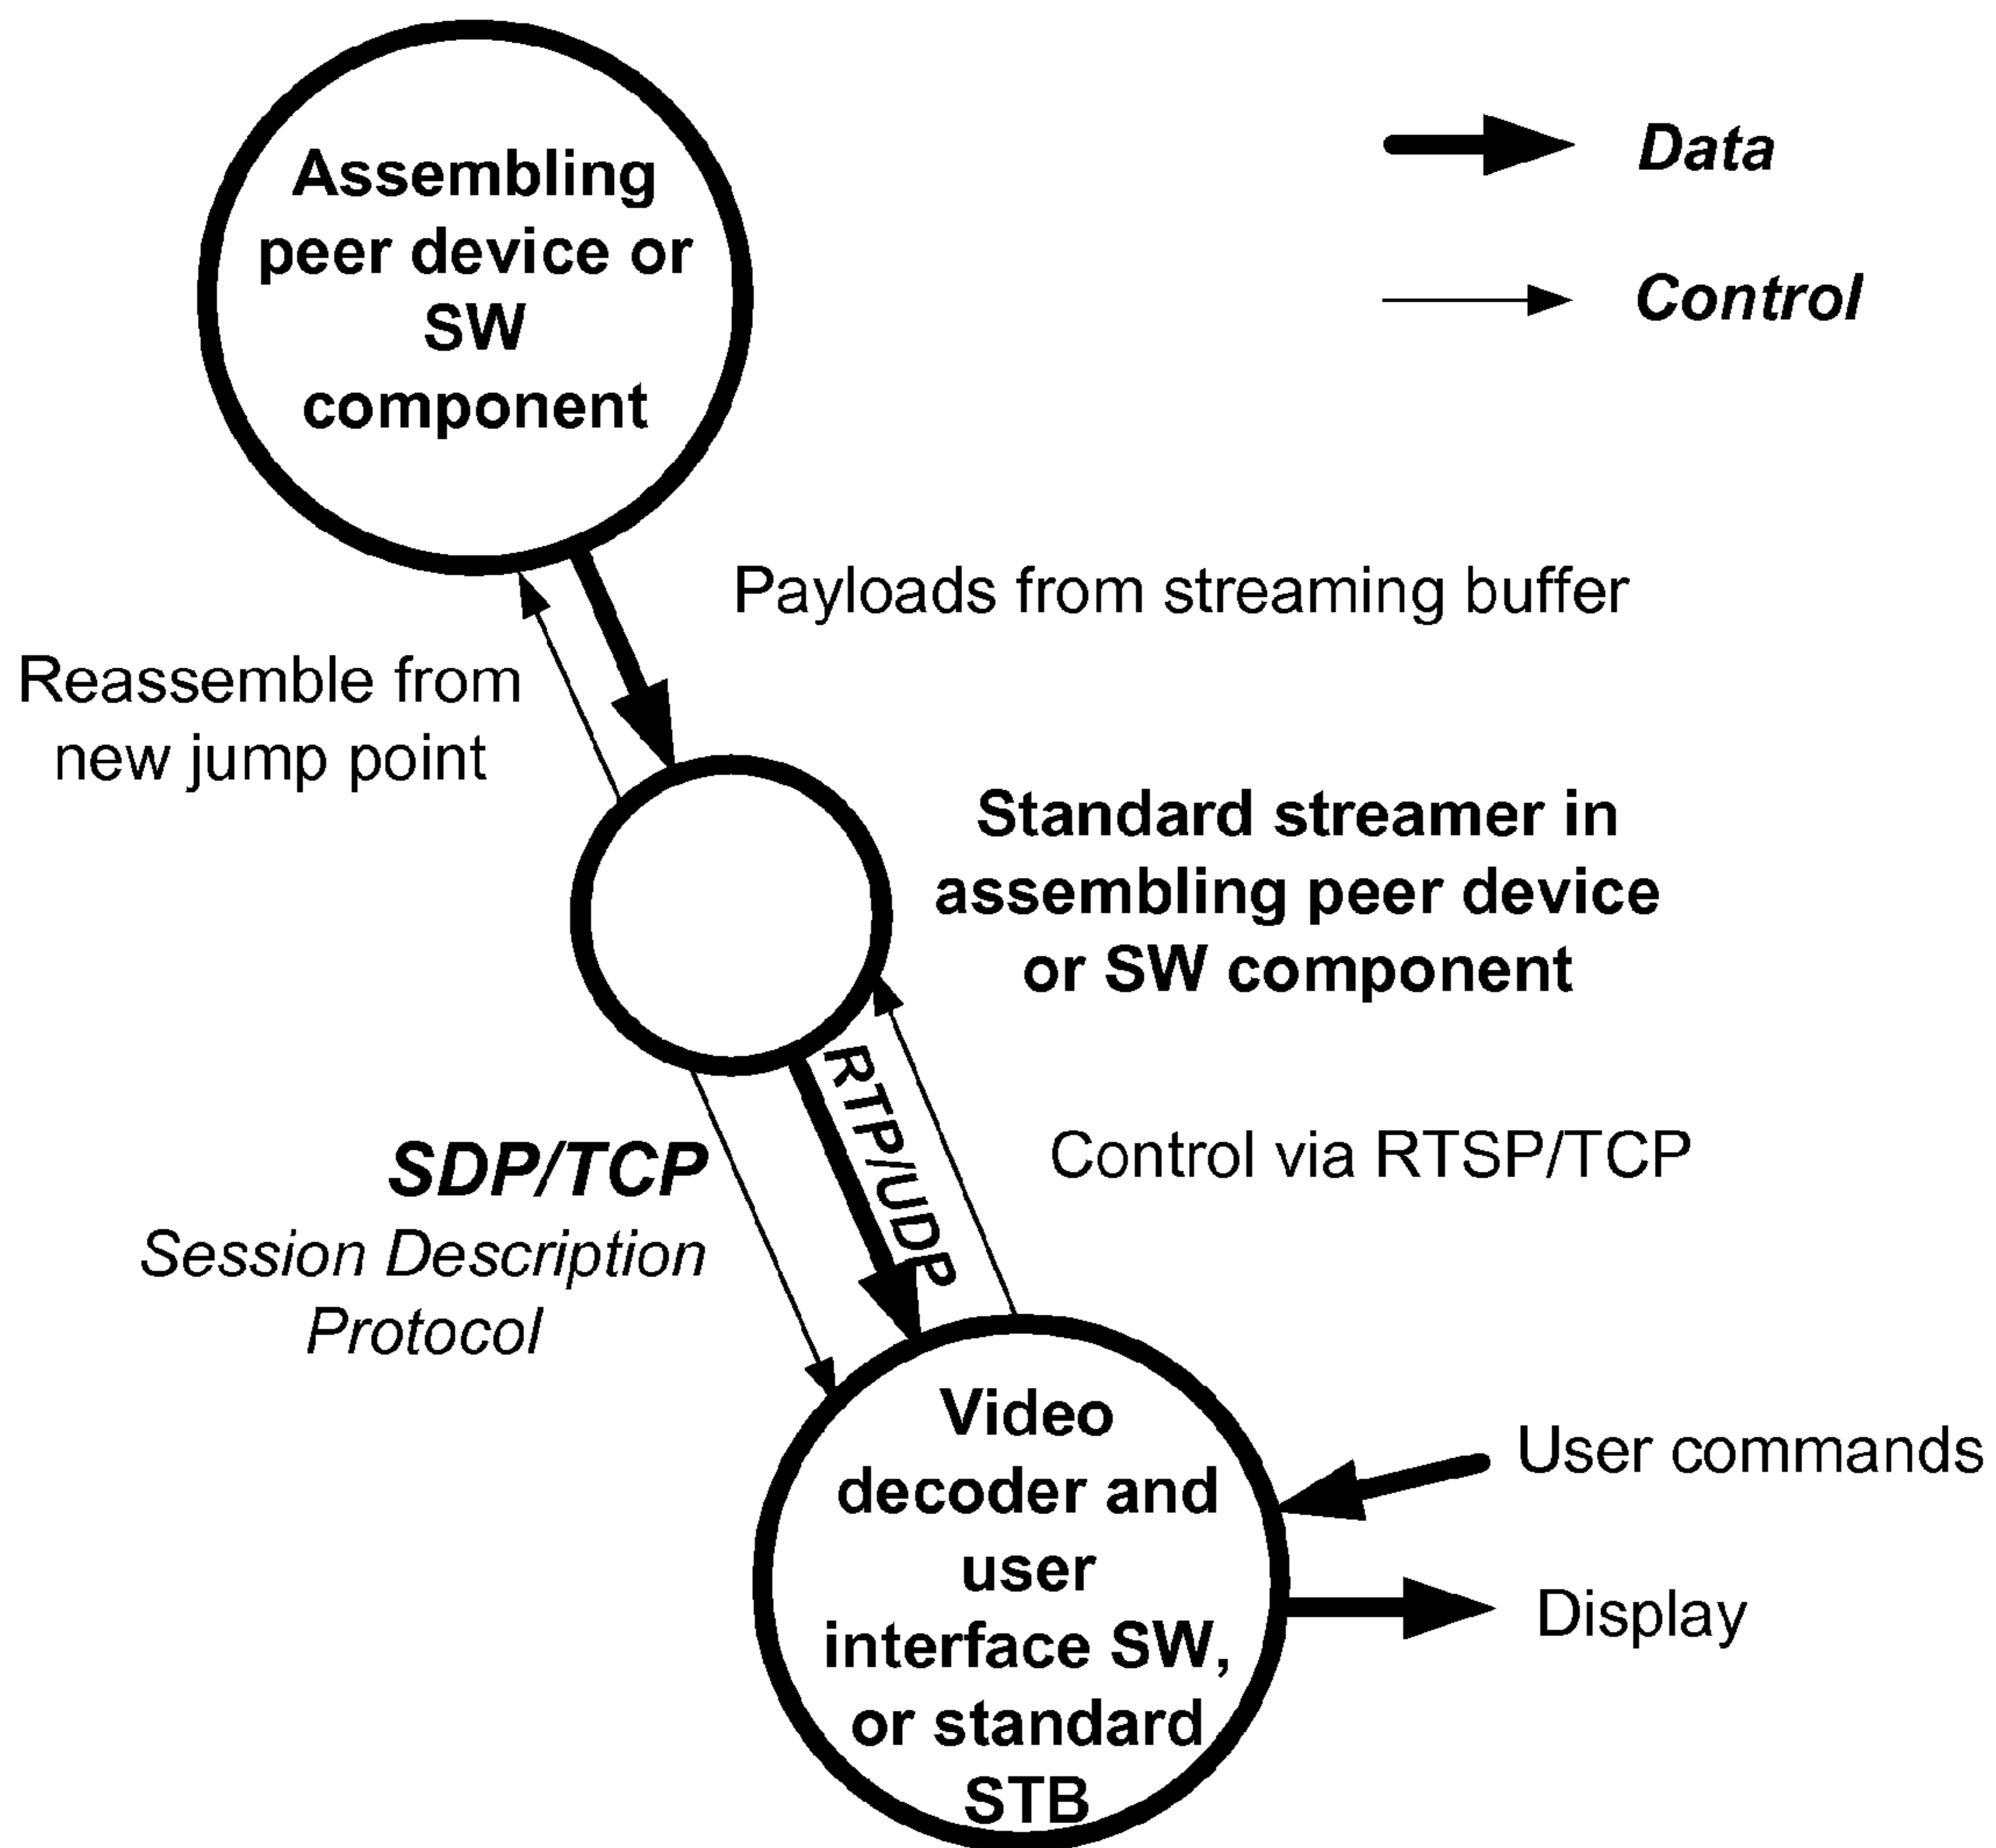 Assembling
peer device or
SW
component
Data
Control
Payloads from streaming buffer
Reassemble from
new jump point
Standard streamer in
assembling peer device
or SW component
RTP/UDP
SDP/TCP
Session Description
Protocol
Control via RTSP/TCP
Video
decoder and
user
interface SW,
or standard
STB
User commands
Display